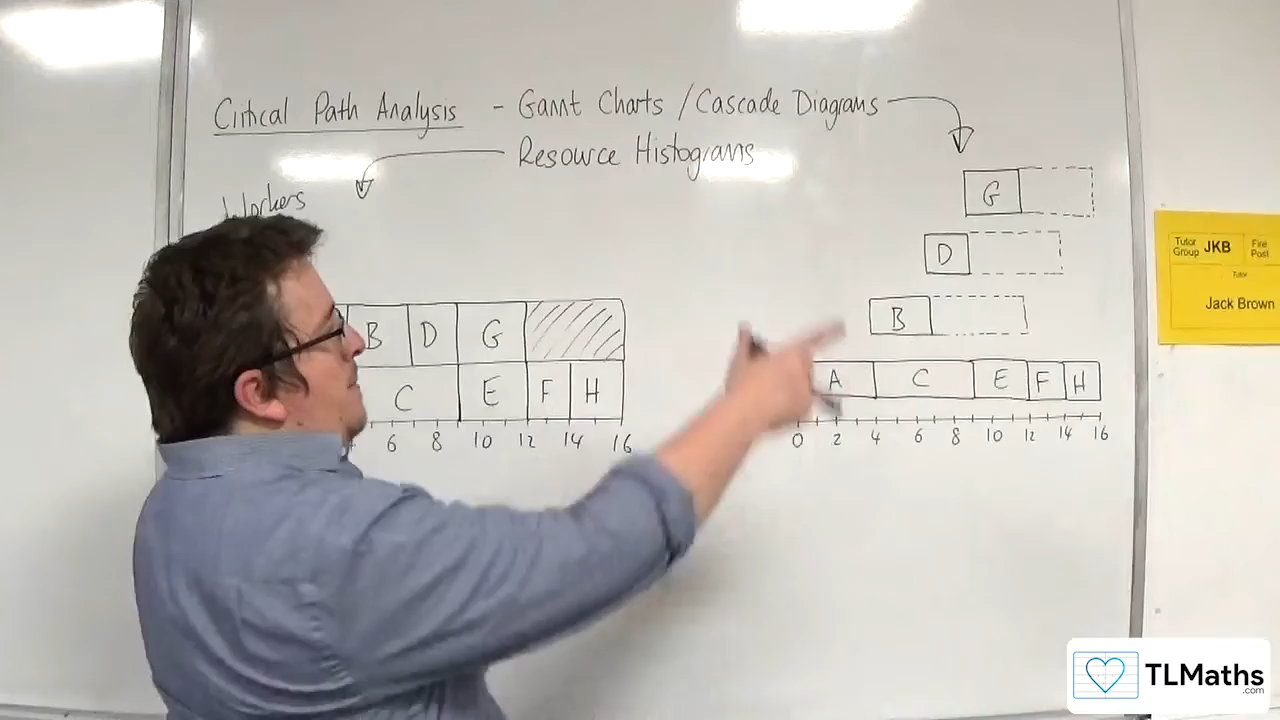 Critical Path Analysis - Gannt Charts / Cascade Diagrams
Resource Histograms
Workers
G
D
B
A C E F H
0 2 4 6 8 10 12 14 16
B D G
C E F H
6 8 10 12 14 16
Tutor Group JKB Fire Post
Tutor
Jack Brown
TLMaths
.com